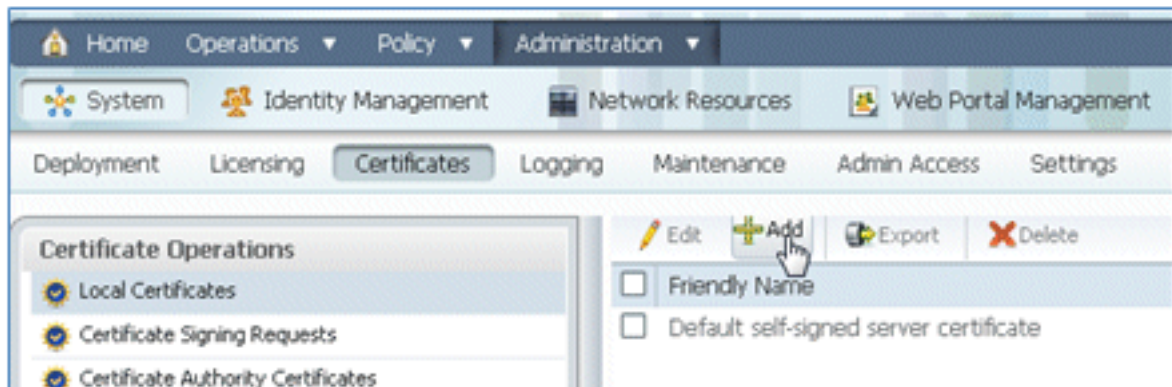 Home Operations Policy Administration
System Identity Management Network Resources Web Portal Management
Deployment Licensing Certificates Logging Maintenance Admin Access Settings
Certificate Operations
Local Certificates
Certificate Signing Requests
Certificate Authority Certificates
Edit Add Export Delete
Friendly Name
Default self-signed server certificate